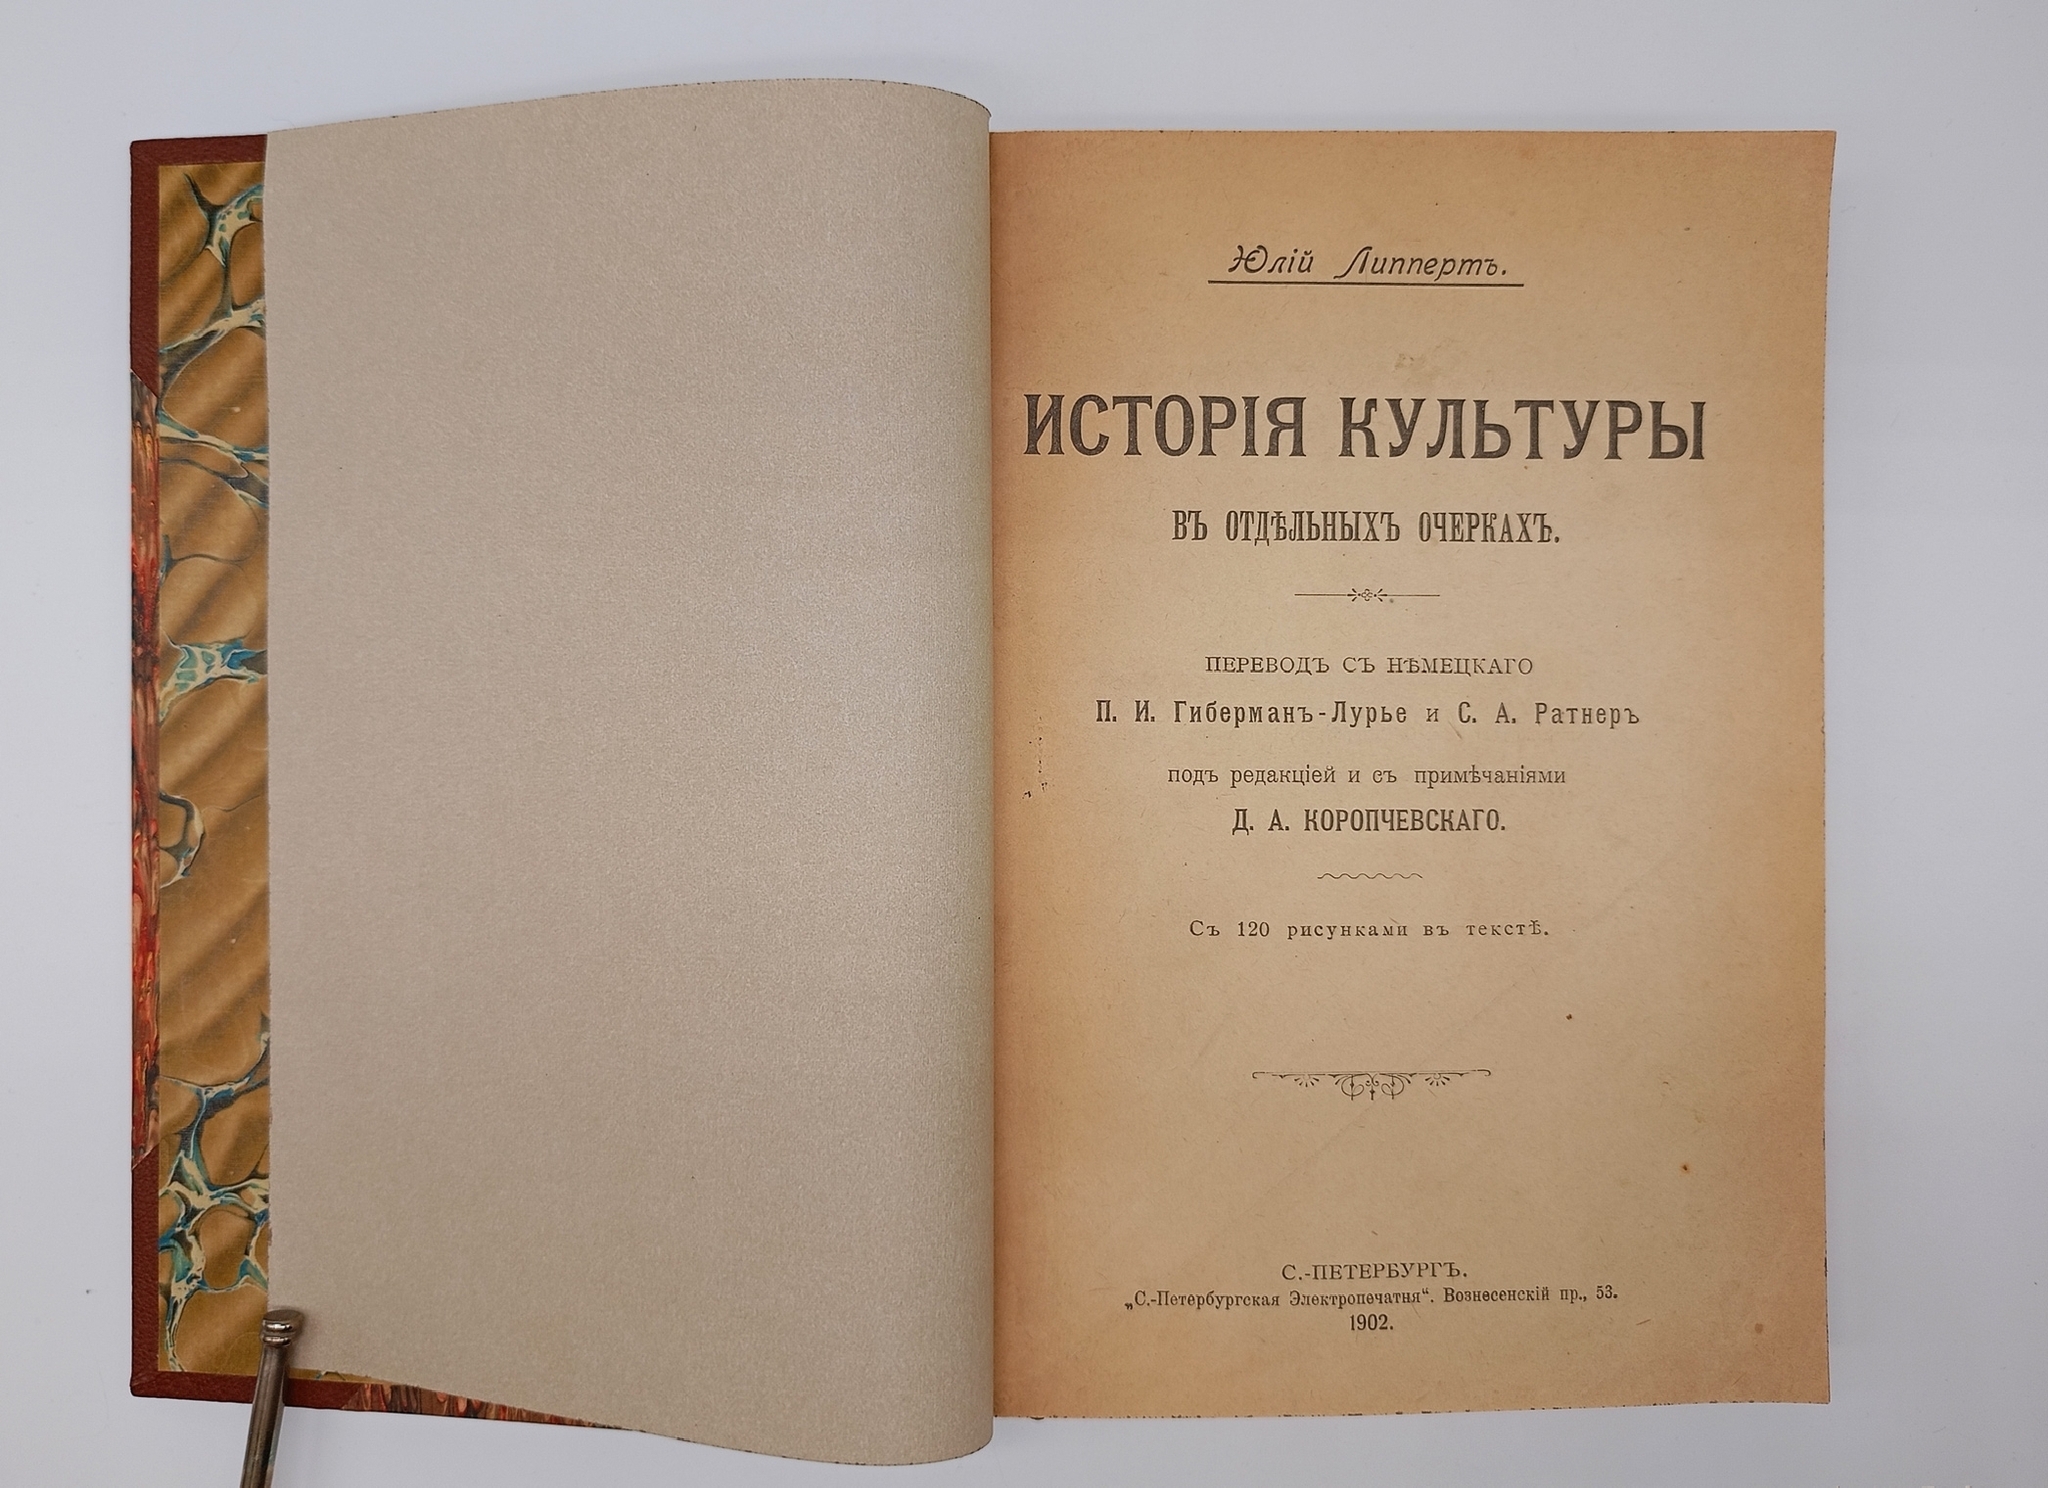 Юлій Липпертъ.
ИСТОРІЯ КУЛЬТУРЫ
ВЪ ОТДѢЛЬНЫХЪ ОЧЕРКАХЪ.
ПЕРЕВОДЪ СЪ НѢМЕЦКАГО
П. И. Гиберманъ-Лурье и С. А. Ратнеръ
подъ редакціей и съ примѣчаніями
Д. А. КОРОПЧЕВСКАГО.
Съ 120 рисунками въ текстѣ.
С.-ПЕТЕРБУРГЪ.
„С.-Петербургская Электропечатня“. Вознесенскій пр., 53.
1902.